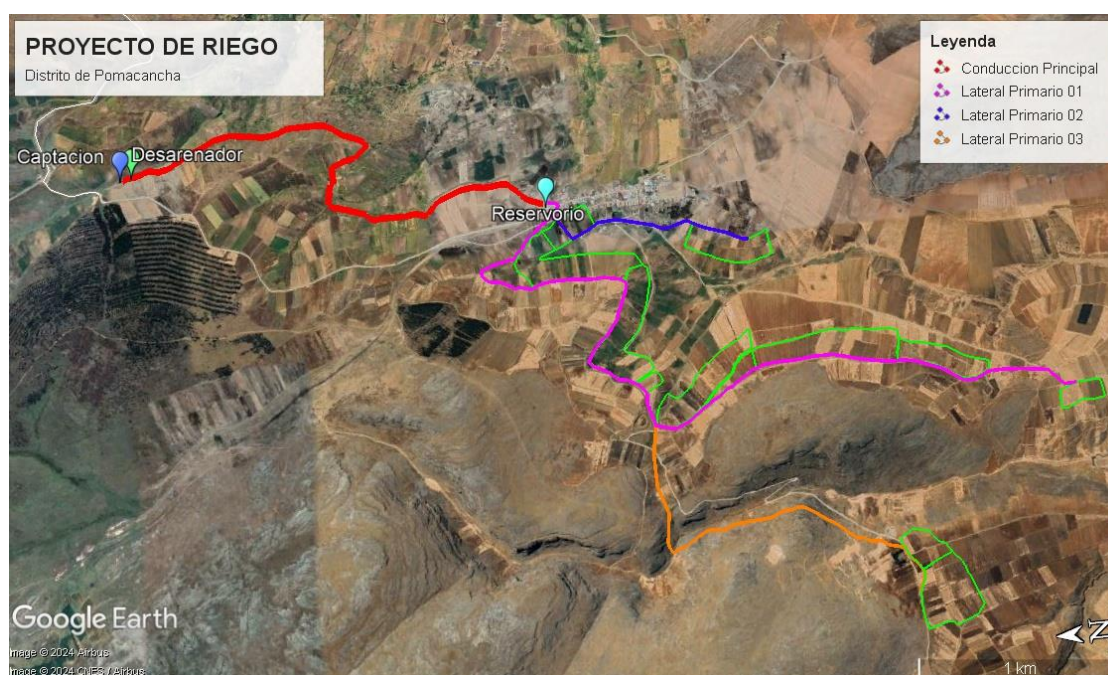 PROYECTO DE RIEGO
Distrito de Pomacancha
Leyenda
Conduccion Principal
Lateral Primario 01
Lateral Primario 02
Lateral Primario 03
Captacion
Desarenador
Reservorio
Google Earth
Image © 2024 Airbus
Image © 2024 CNES / Airbus
N
1 km